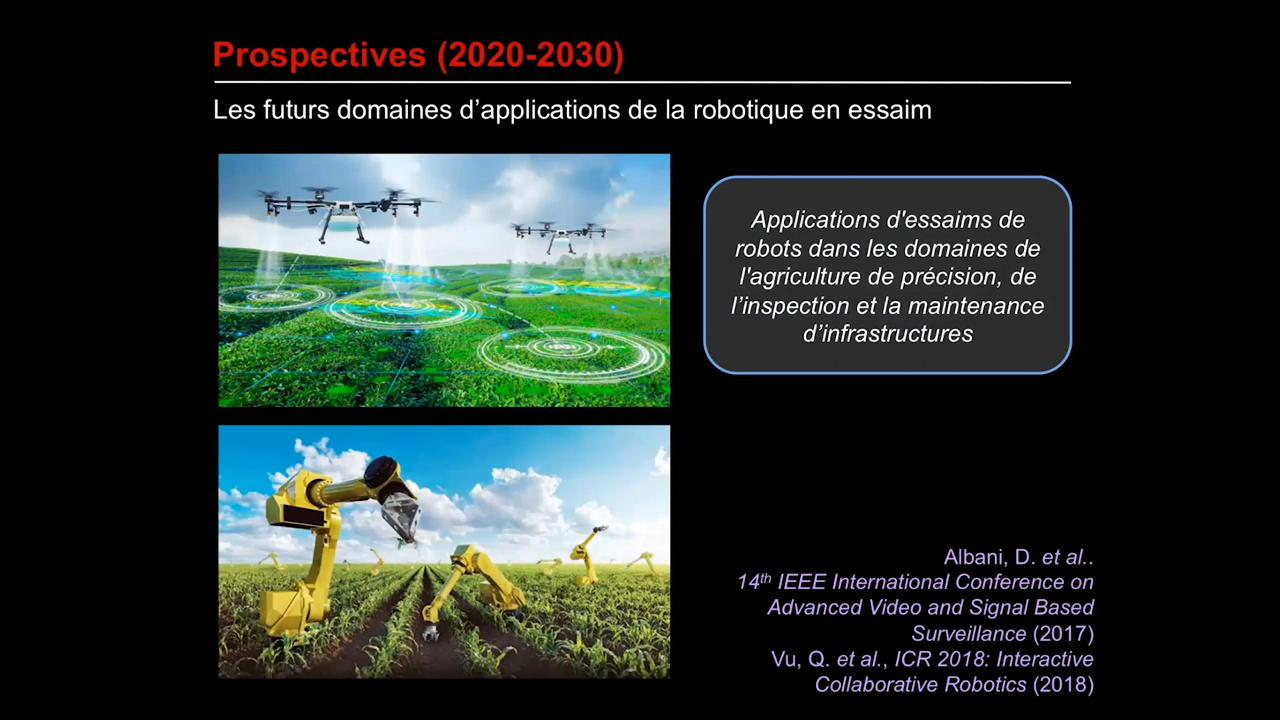 Prospectives (2020-2030)
Les futurs domaines d’applications de la robotique en essaim
Applications d'essaims de
robots dans les domaines de
l'agriculture de précision, de
l’inspection et la maintenance
d’infrastructures
Albani, D. et al..
14th IEEE International Conference on
Advanced Video and Signal Based
Surveillance (2017)
Vu, Q. et al., ICR 2018: Interactive
Collaborative Robotics (2018)